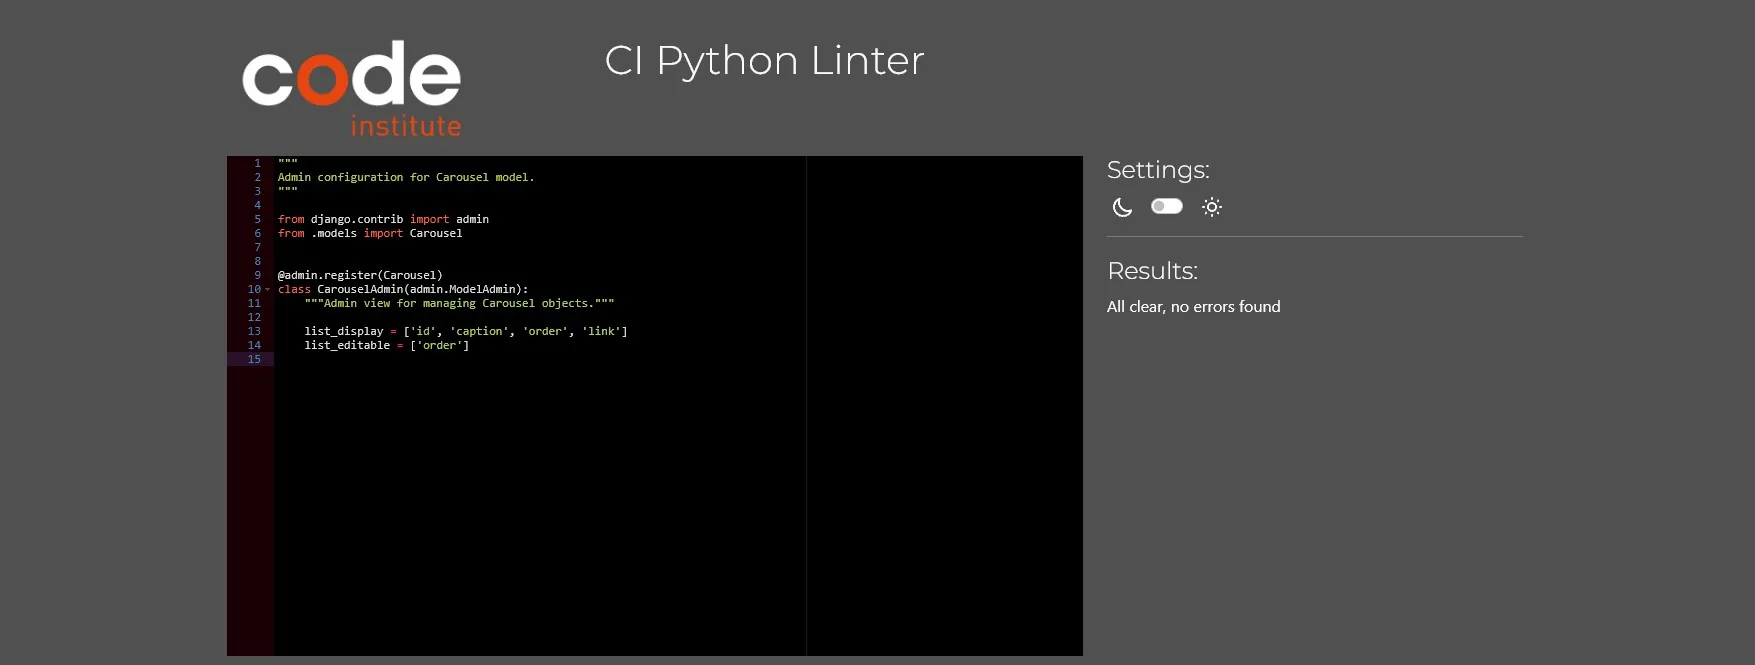 code
institute
CI Python Linter
1 """
2 Admin configuration for Carousel model.
3 """
4
5 from django.contrib import admin
6 from .models import Carousel
7
8
9 @admin.register(Carousel)
10 class CarouselAdmin(admin.ModelAdmin):
11     """Admin view for managing Carousel objects."""
12
13     list_display = ['id', 'caption', 'order', 'link']
14     list_editable = ['order']
15
Settings:
Results:
All clear, no errors found